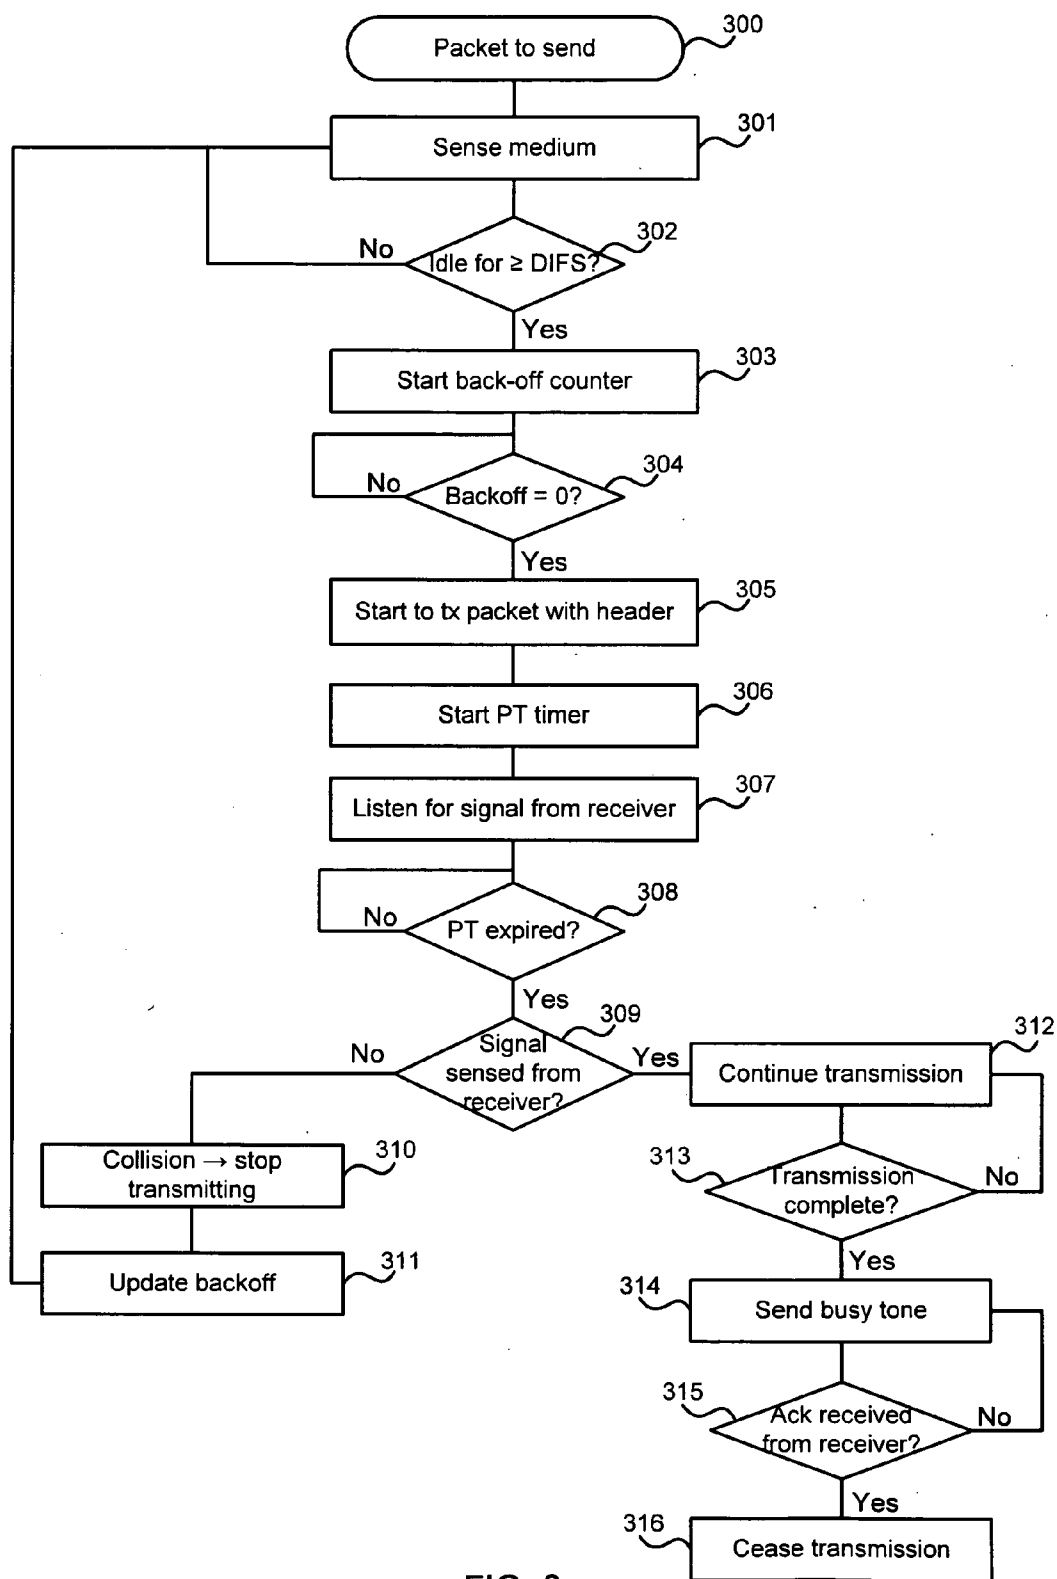 Packet to send
300
Sense medium
301
Idle for ≥ DIFS?
302
No
Yes
Start back-off counter
303
Backoff = 0?
304
No
Yes
Start to tx packet with header
305
Start PT timer
306
Listen for signal from receiver
307
PT expired?
308
No
Yes
Signal
sensed from
receiver?
309
No
Yes
Collision → stop
transmitting
310
Update backoff
311
Continue transmission
312
Transmission
complete?
313
No
Yes
Send busy tone
314
Ack received
from receiver?
315
No
Yes
Cease transmission
316